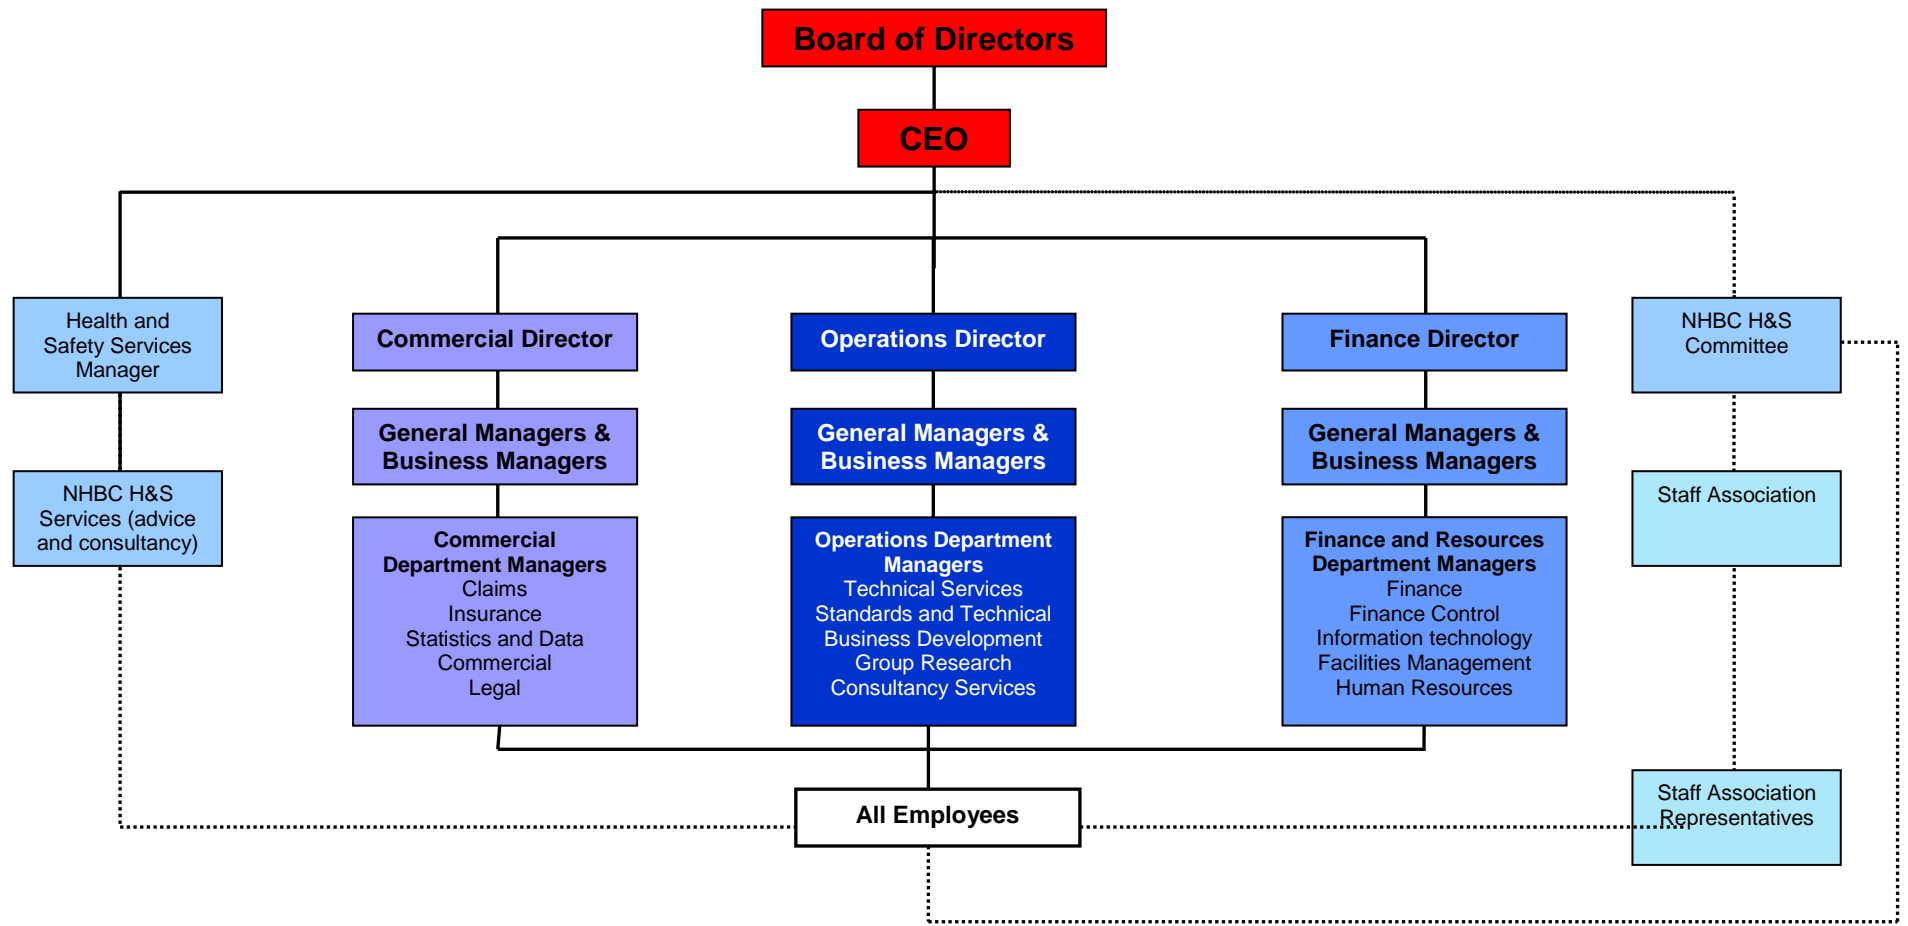 Board of Directors
CEO
Health and
Safety Services
Manager
Commercial Director
Operations Director
Finance Director
NHBC H&S
Committee
General Managers &
Business Managers
General Managers &
Business Managers
General Managers &
Business Managers
NHBC H&S
Services (advice
and consultancy)
Staff Association
Commercial
Department Managers
Claims
Insurance
Statistics and Data
Commercial
Legal
Operations Department
Managers
Technical Services
Standards and Technical
Business Development
Group Research
Consultancy Services
Finance and Resources
Department Managers
Finance
Finance Control
Information technology
Facilities Management
Human Resources
All Employees
Staff Association
Representatives